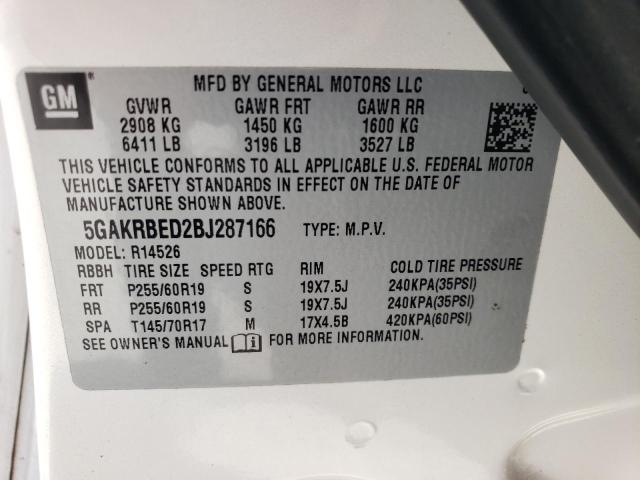 GM ®
MFD BY GENERAL MOTORS LLC
GVWR GAWR FRT GAWR RR
2908 KG 1450 KG 1600 KG
6411 LB 3196 LB 3527 LB
THIS VEHICLE CONFORMS TO ALL APPLICABLE U.S. FEDERAL MOTOR
VEHICLE SAFETY STANDARDS IN EFFECT ON THE DATE OF
MANUFACTURE SHOWN ABOVE.
5GAKRBED2BJ287166 TYPE: M.P.V.
MODEL: R14526
RBBH TIRE SIZE SPEED RTG RIM COLD TIRE PRESSURE
FRT P255/60R19 S 19X7.5J 240KPA(35PSI)
RR P255/60R19 S 19X7.5J 240KPA(35PSI)
SPA T145/70R17 M 17X4.5B 420KPA(60PSI)
SEE OWNER'S MANUAL i FOR MORE INFORMATION.